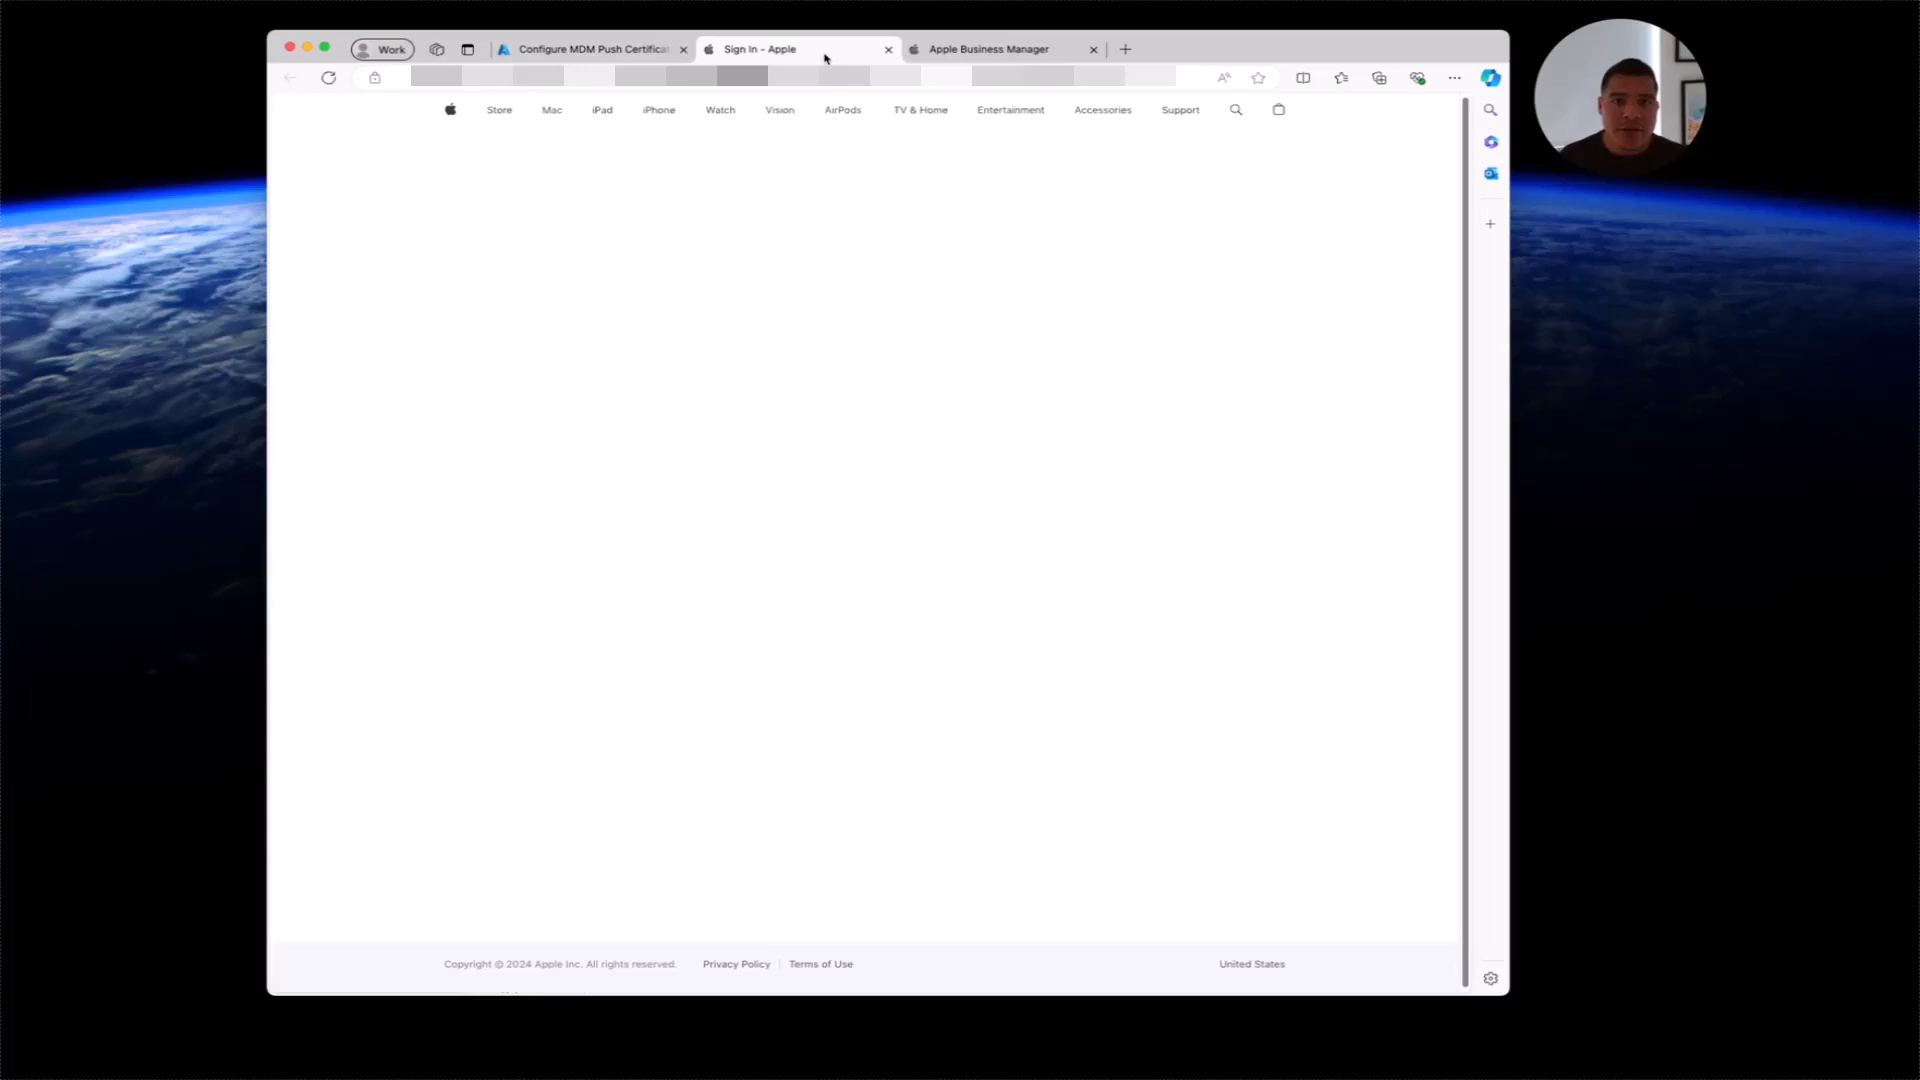 Work
Configure MDM Push Certificat
Sign In - Apple
Apple Business Manager
Store Mac iPad iPhone Watch Vision AirPods TV & Home Entertainment Accessories Support
Copyright © 2024 Apple Inc. All rights reserved. Privacy Policy Terms of Use United States